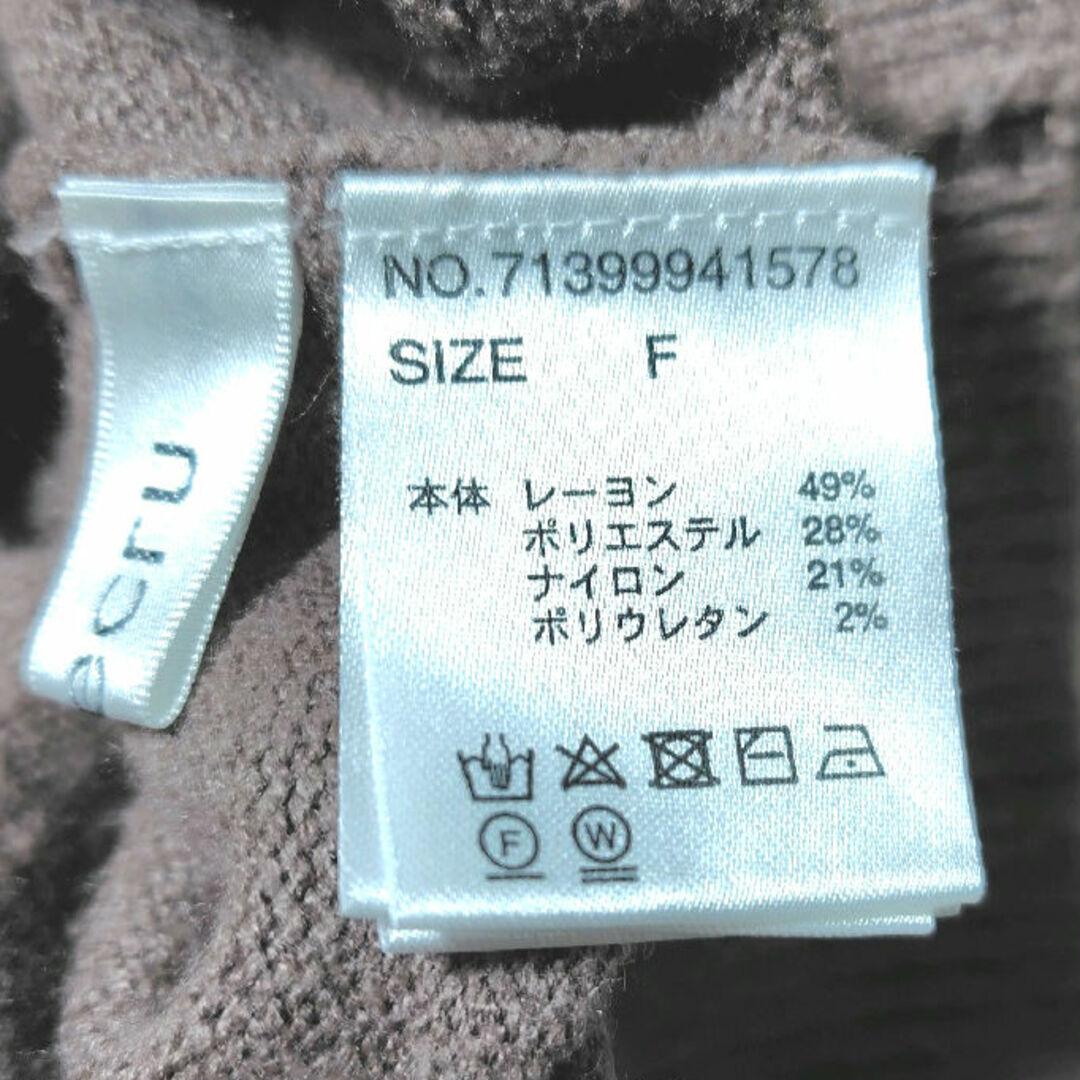 ecru
NO.71399941578
SIZE F
本体 レーヨン 49%
ポリエステル 28%
ナイロン 21%
ポリウレタン 2%
F W